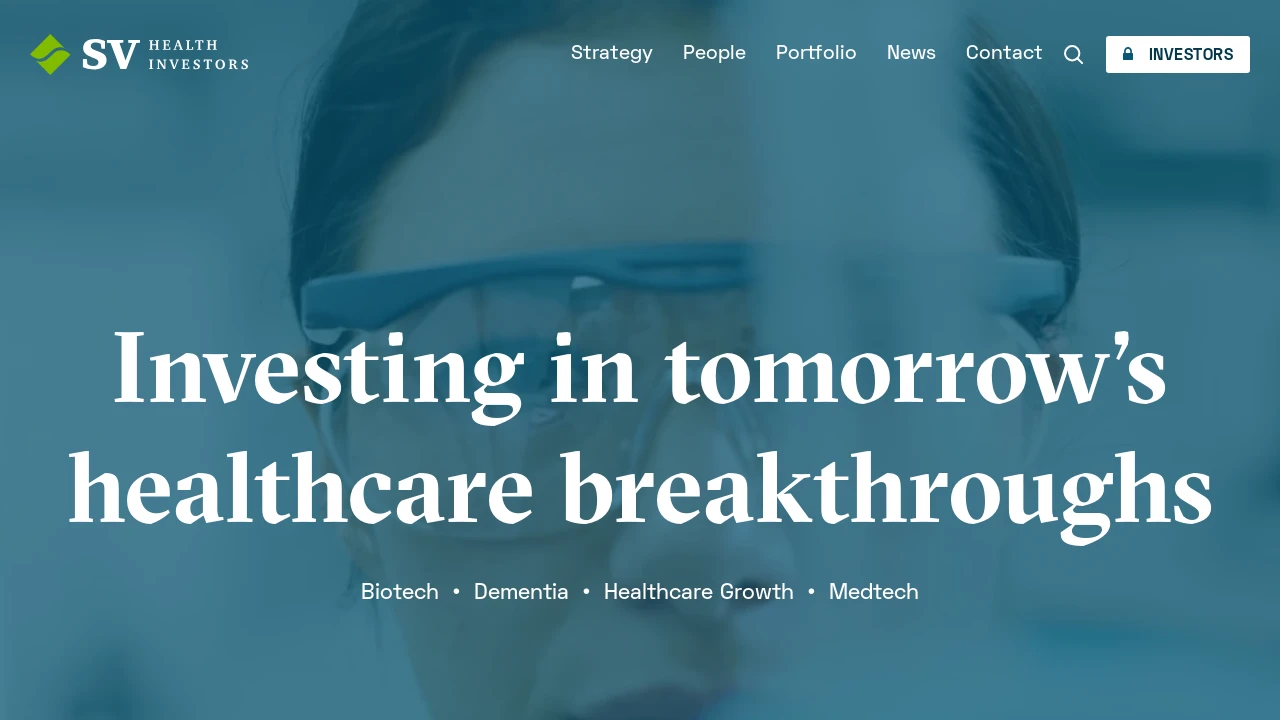 SV HEALTH INVESTORS
Strategy People Portfolio News Contact INVESTORS
Investing in tomorrow’s
healthcare breakthroughs
Biotech • Dementia • Healthcare Growth • Medtech